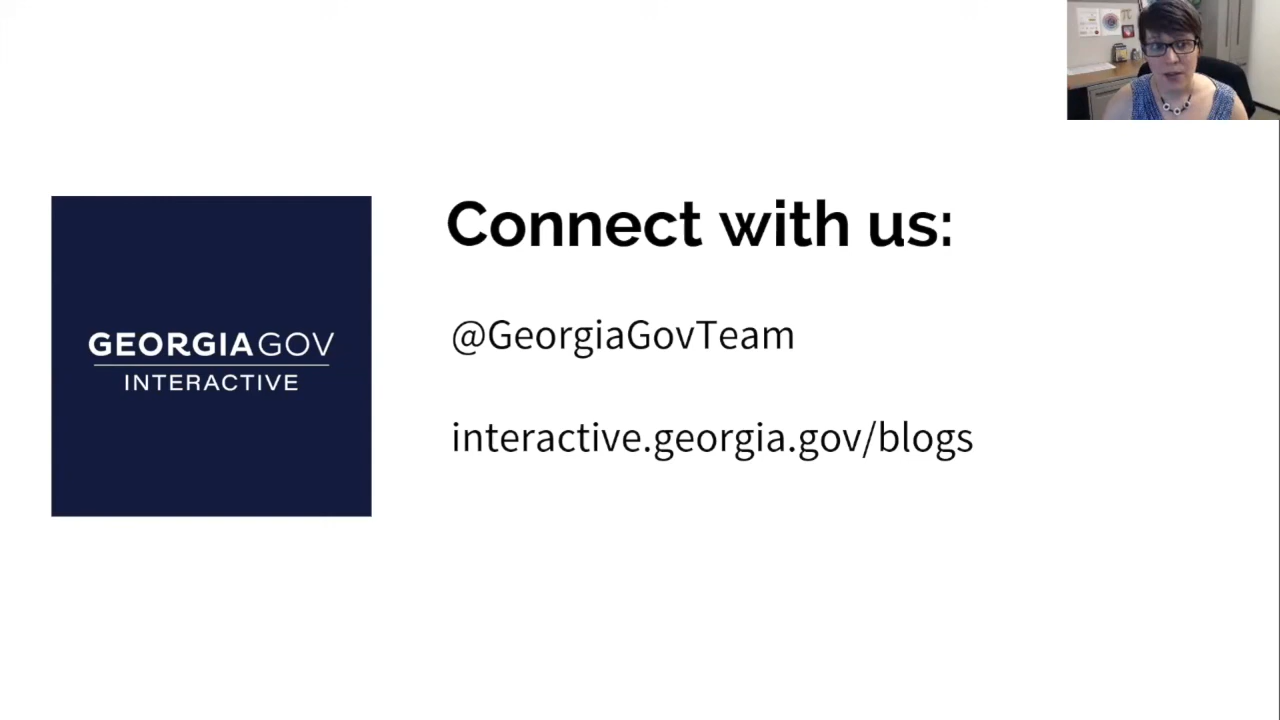 Connect with us:
GEORGIAGOV
INTERACTIVE
@GeorgiaGovTeam
interactive.georgia.gov/blogs